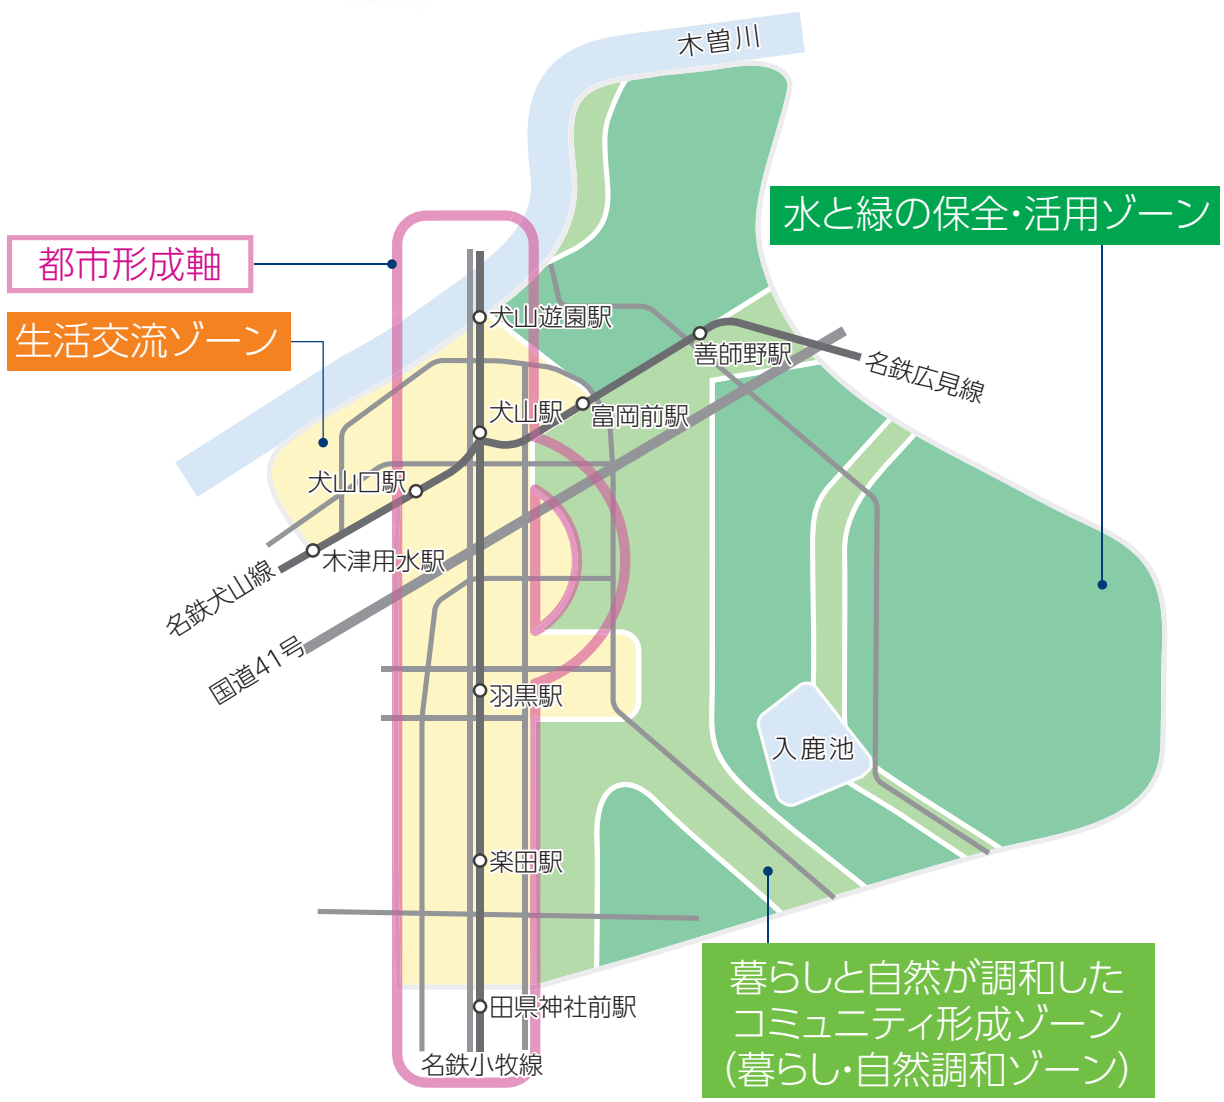 木曽川
水と緑の保全・活用ゾーン
都市形成軸
生活交流ゾーン
犬山遊園駅
善師野駅
名鉄広見線
犬山駅
富岡前駅
犬山口駅
木津用水駅
名鉄犬山線
国道41号
羽黒駅
入鹿池
楽田駅
暮らしと自然が調和した
コミュニティ形成ゾーン
(暮らし・自然調和ゾーン)
田県神社前駅
名鉄小牧線